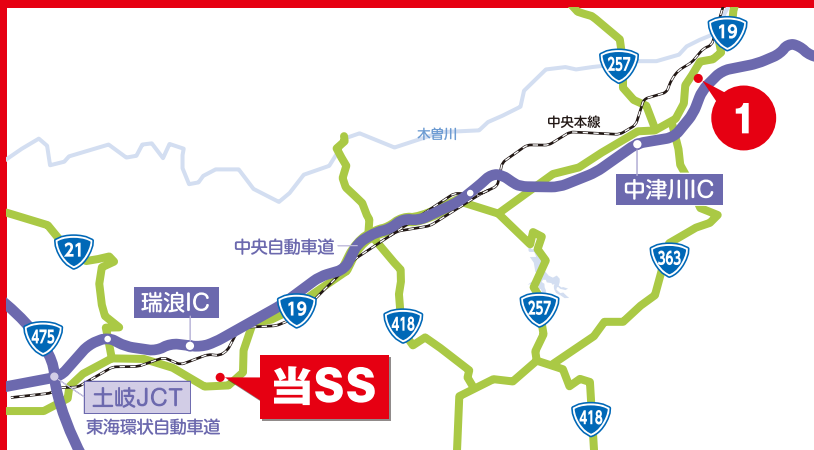 19
257
1
木曽川
中央本線
中津川IC
21
中央自動車道
363
瑞浪IC
19
257
475
418
当SS
土岐JCT
東海環状自動車道
418